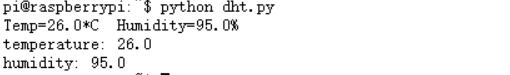 pi@raspberrypi:~$ python dht.py
Temp=26.0*C  Humidity=95.0%
temperature: 26.0
humidity: 95.0